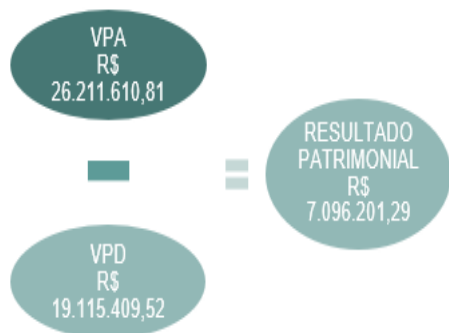 VPA
R$
26.211.610,81
RESULTADO
PATRIMONIAL
R$
7.096.201,29
VPD
R$
19.115.409,52